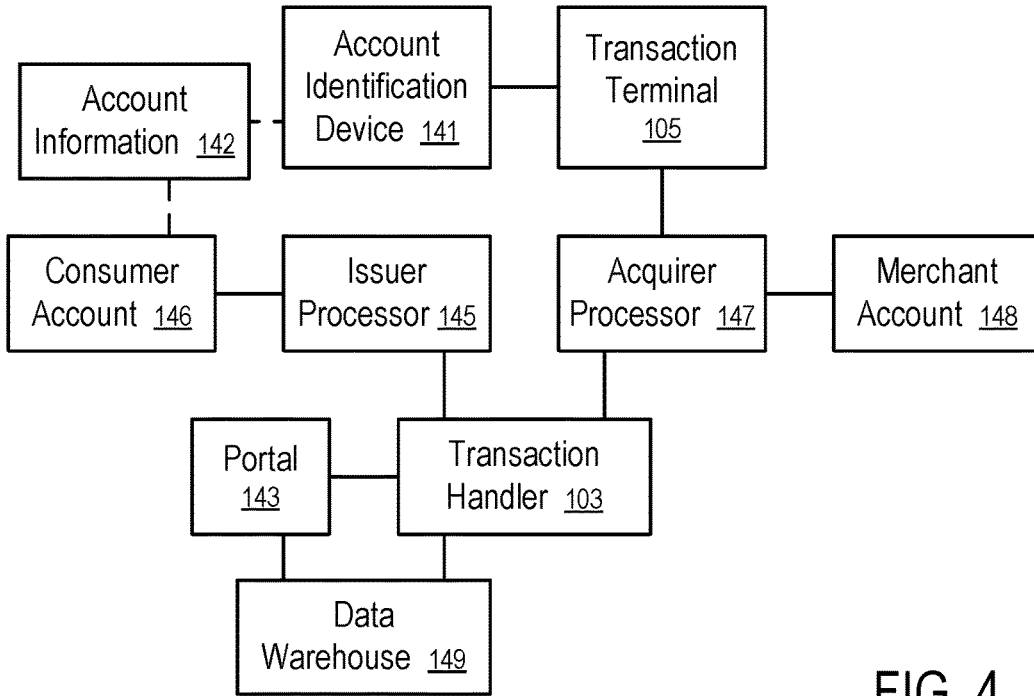 Account
Information 142
Account
Identification
Device 141
Transaction
Terminal
105
Consumer
Account 146
Issuer
Processor 145
Acquirer
Processor 147
Merchant
Account 148
Portal
143
Transaction
Handler 103
Data
Warehouse 149
FIG. 4